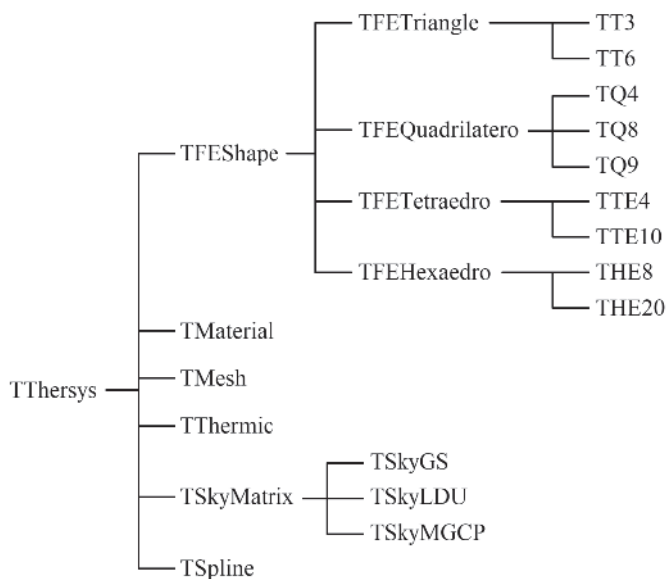 TFETriangle
TT3
TT6
TQ4
TFEQuadrilatero
TQ8
TFEShape
TQ9
TFETetraedro
TTE4
TTE10
TFEHexaedro
THE8
THE20
TMaterial
TMesh
TThersys
TThermic
TSkyGS
TSkyMatrix
TSkyLDU
TSkyMGCP
TSpline